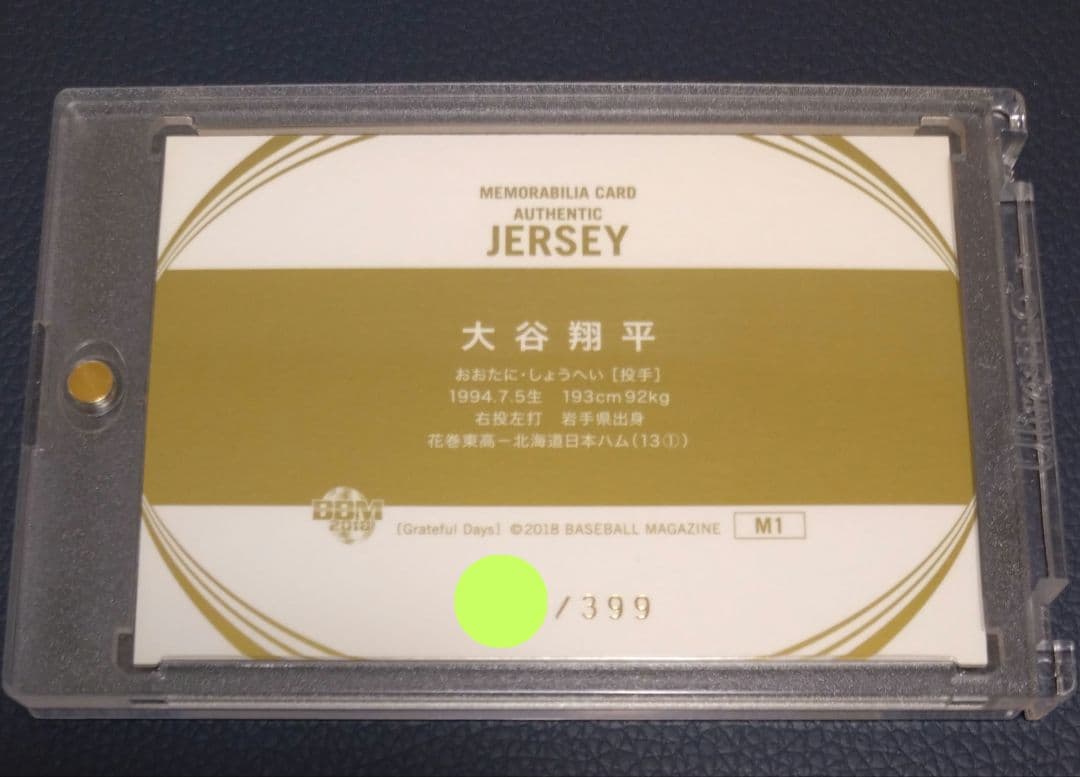 MEMORABILIA CARD
AUTHENTIC
JERSEY
大谷翔平
おおたに・しょうへい［投手］
1994.7.5生　193cm92kg
右投左打　岩手県出身
花巻東高－北海道日本ハム（13①）
BBM
2018
［Grateful Days］ ©2018 BASEBALL MAGAZINE M1
/399